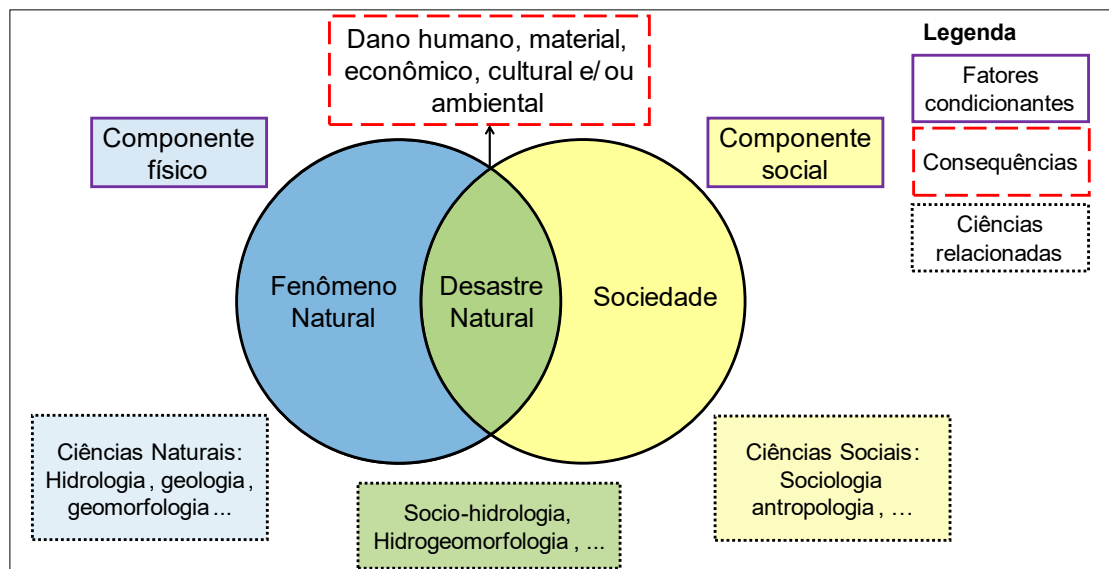 Dano humano, material,
econômico, cultural e/ou
ambiental
Legenda
Fatores
condicionantes
Consequências
Ciências
relacionadas
Componente
físico
Componente
social
Fenômeno
Natural
Desastre
Natural
Sociedade
Ciências Naturais:
Hidrologia, geologia,
geomorfologia...
Socio-hidrologia,
Hidrogeomorfologia, ...
Ciências Sociais:
Sociologia
antropologia, ...